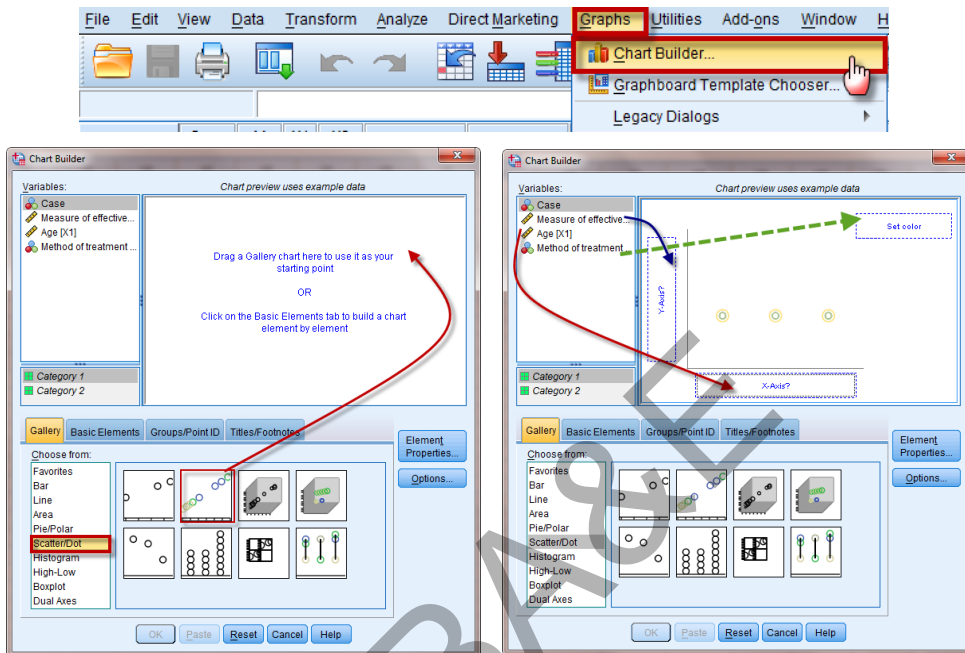 File Edit View Data Transform Analyze Direct Marketing Graphs Utilities Add-ons Window H
Chart Builder...
Graphboard Template Chooser...
Legacy Dialogs
Chart Builder
Variables:
Chart preview uses example data
Case
Measure of effective...
Age [X1]
Method of treatment ...
Drag a Gallery chart here to use it as your
starting point
OR
Click on the Basic Elements tab to build a chart
element by element
Category 1
Category 2
Gallery Basic Elements Groups/Point ID Titles/Footnotes
Choose from:
Favorites
Bar
Line
Area
Pie/Polar
Scatter/Dot
Histogram
High-Low
Boxplot
Dual Axes
Element
Properties...
Options...
OK Paste Reset Cancel Help
Chart Builder
Variables:
Chart preview uses example data
Case
Measure of effective...
Age [X1]
Method of treatment...
Set color
Y-Axis?
X-Axis?
Category 1
Category 2
Gallery Basic Elements Groups/Point ID Titles/Footnotes
Choose from:
Favorites
Bar
Line
Area
Pie/Polar
Scatter/Dot
Histogram
High-Low
Boxplot
Dual Axes
Element
Properties...
Options...
OK Paste Reset Cancel Help
BA&E